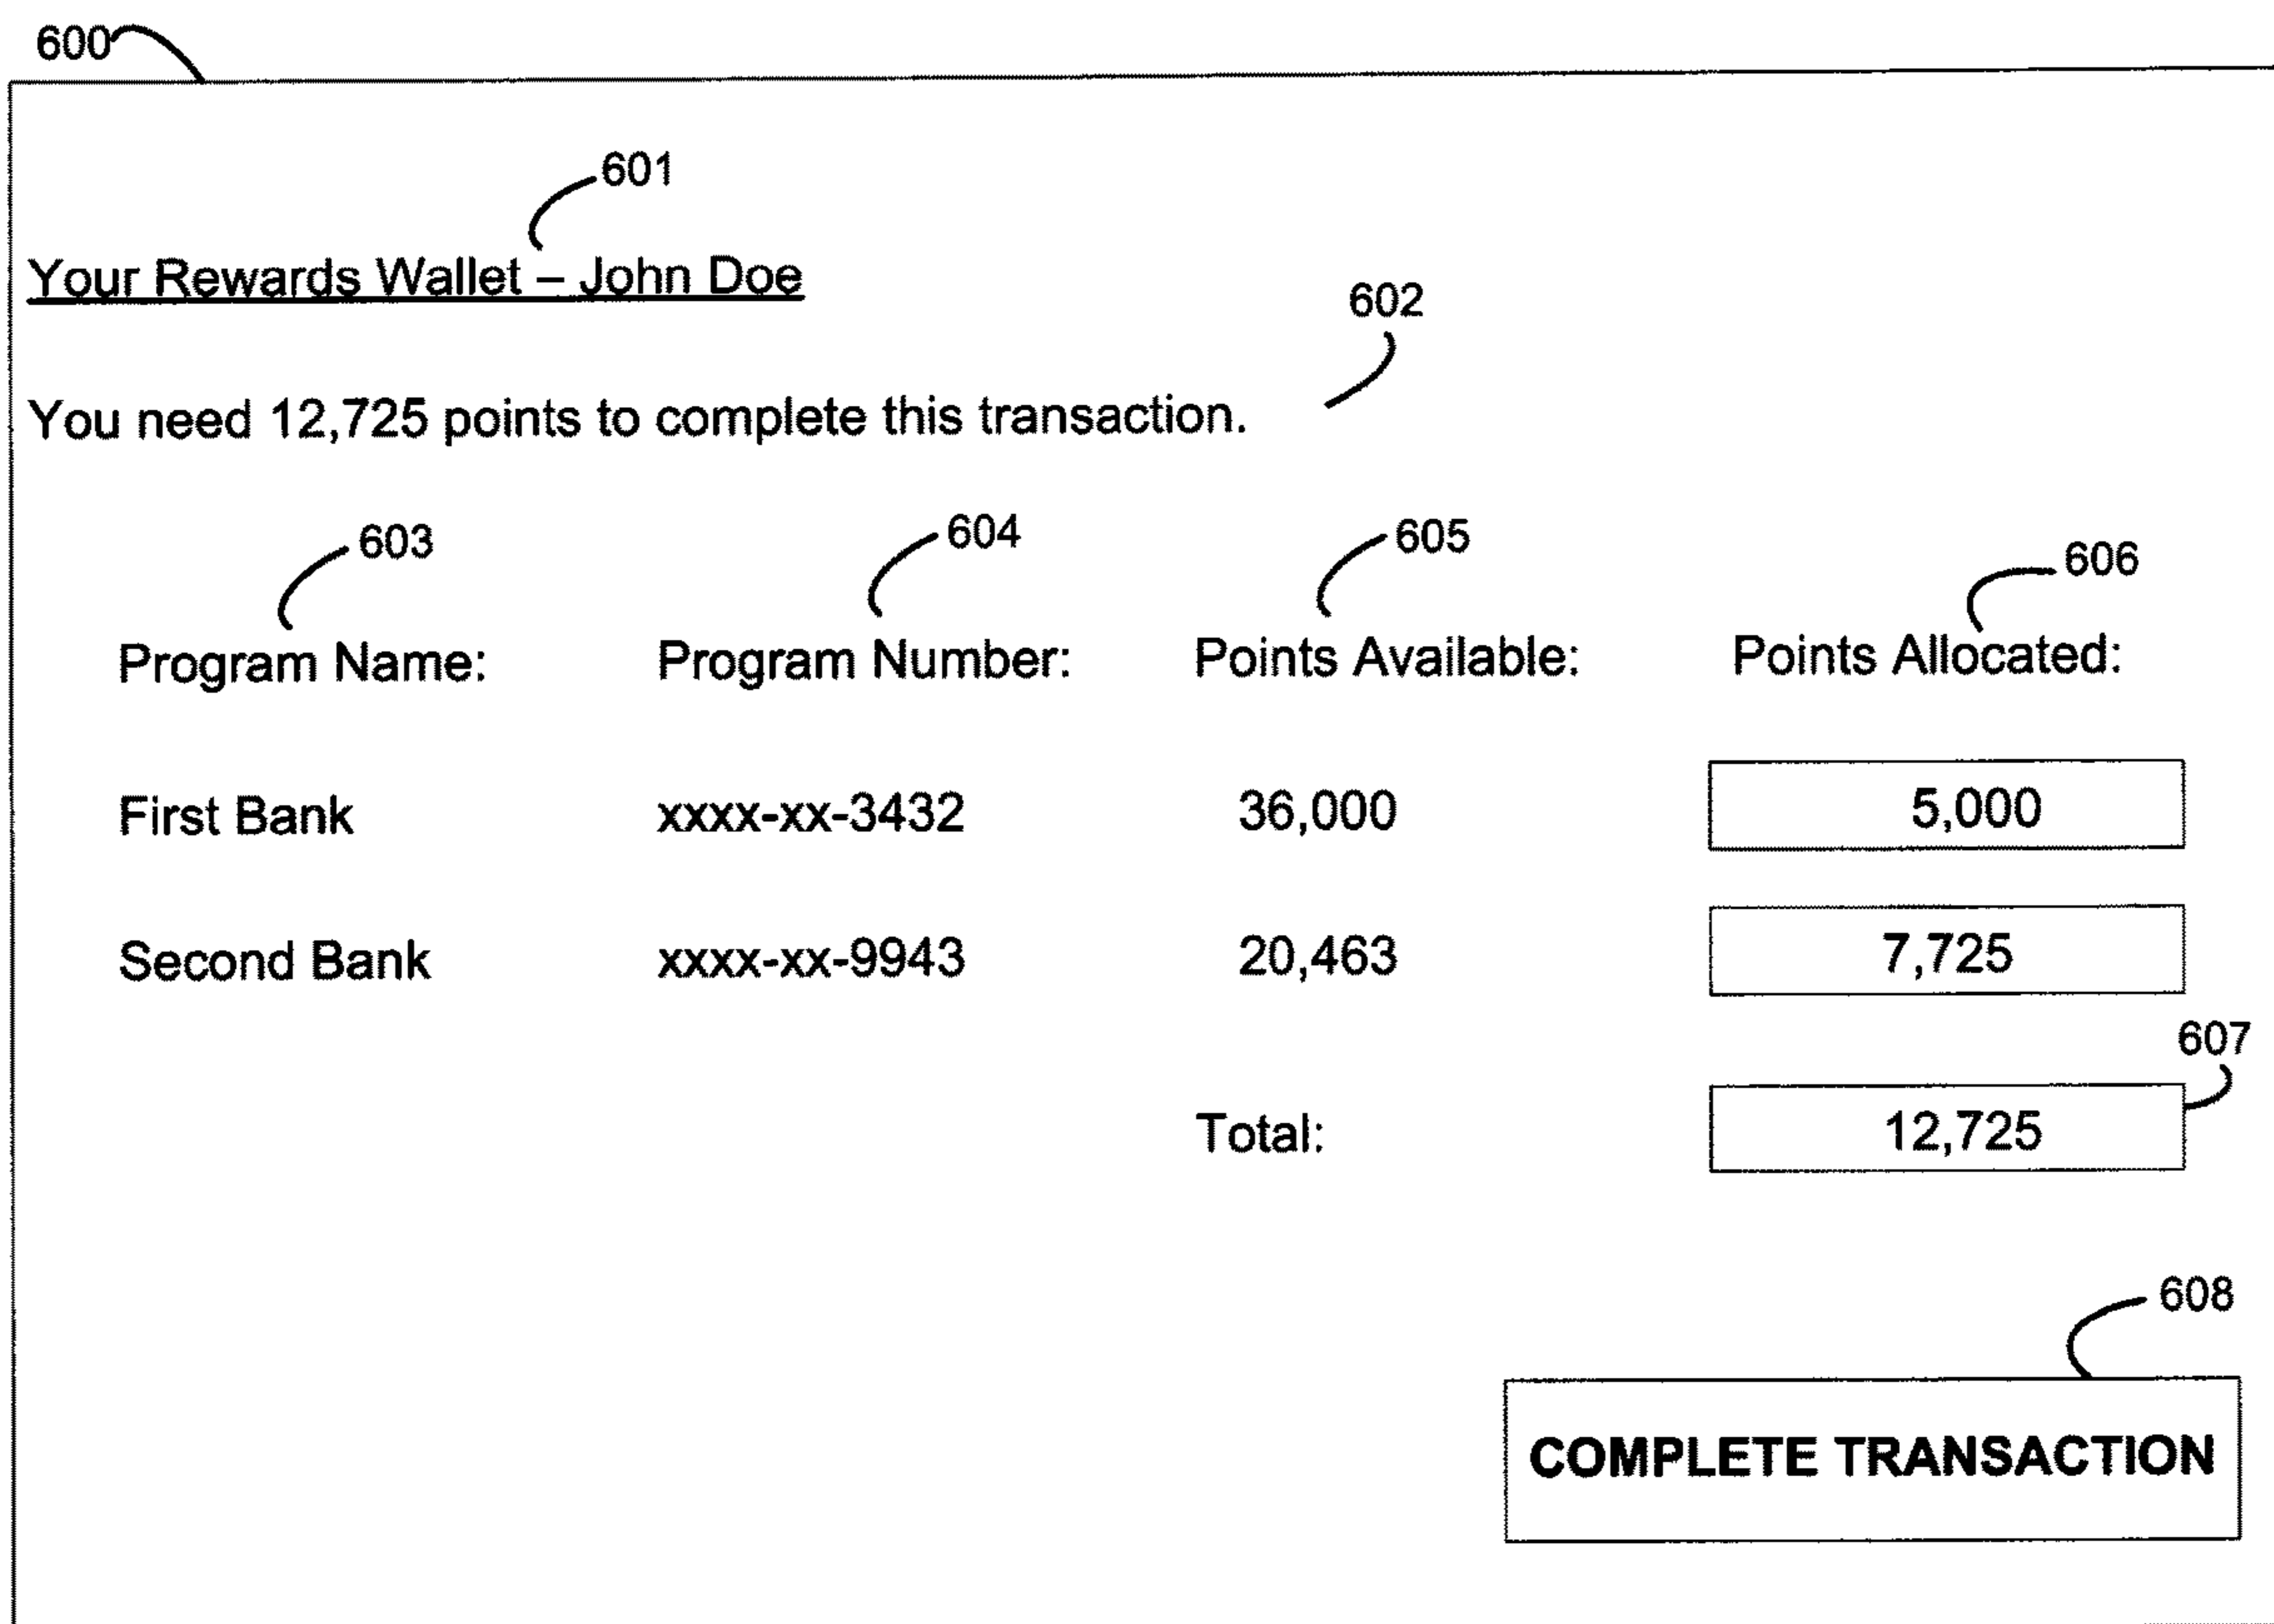 600
601
Your Rewards Wallet – John Doe
602
You need 12,725 points to complete this transaction.
603 604 605 606
Program Name: Program Number: Points Available: Points Allocated:
First Bank xxxx-xx-3432 36,000 5,000
Second Bank xxxx-xx-9943 20,463 7,725
607
Total: 12,725
608
COMPLETE TRANSACTION